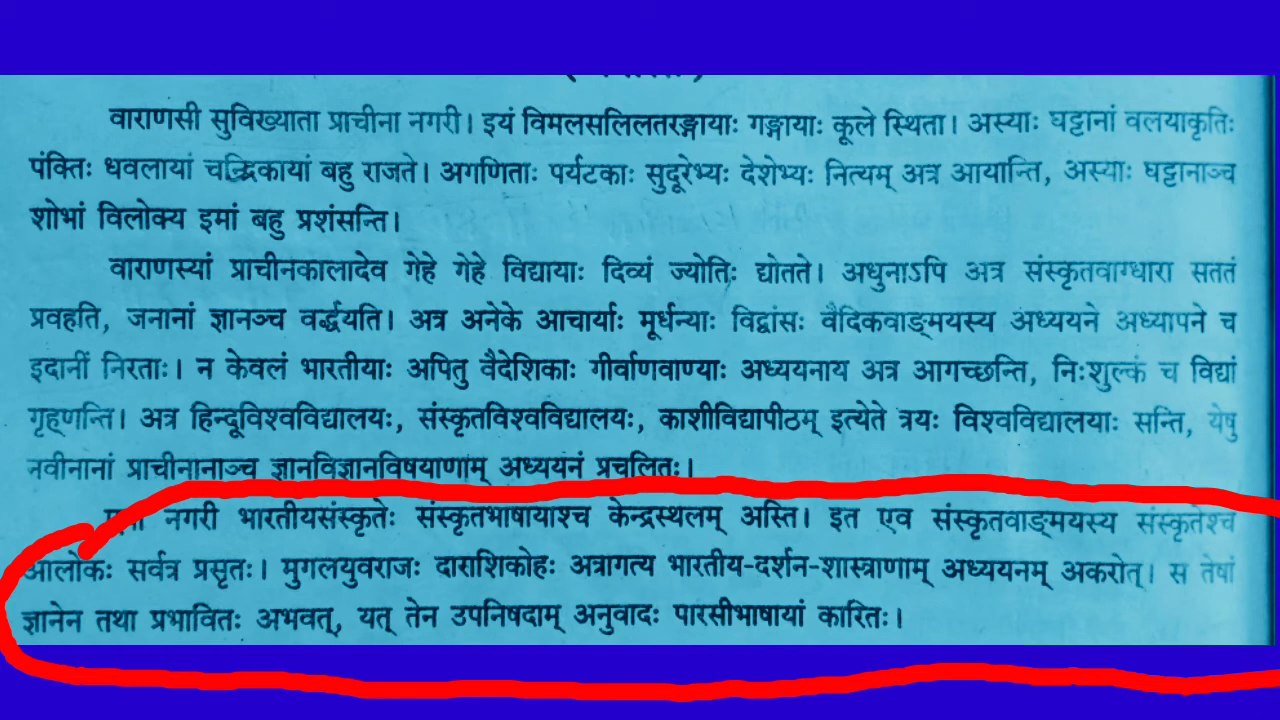 वाराणसी सुविख्याता प्राचीना नगरी। इयं विमलसलिलतरङ्गायाः गङ्गायाः कूले स्थिता। अस्याः घट्टानां वलयाकृतिः
पंक्तिः धवलायां चन्द्रिकायां बहु राजते। अगणिताः पर्यटकाः सुदूरेभ्यः देशेभ्यः नित्यम् अत्र आयान्ति, अस्याः घट्टानाञ्च
शोभां विलोक्य इमां बहु प्रशंसन्ति।
वाराणस्यां प्राचीनकालादेव गेहे गेहे विद्यायाः दिव्यं ज्योतिः द्योतते। अधुनाऽपि अत्र संस्कृतवाग्धारा सततं
प्रवहति, जनानां ज्ञानञ्च वर्द्धयति। अत्र अनेके आचार्याः मूर्धन्याः विद्वांसः वैदिकवाङ्मयस्य अध्ययने अध्यापने च
इदानीं निरताः। न केवलं भारतीयाः अपितु वैदेशिकाः गीर्वाणवाण्याः अध्ययनाय अत्र आगच्छन्ति, निःशुल्कं च विद्यां
गृह्णन्ति। अत्र हिन्दूविश्वविद्यालयः, संस्कृतविश्वविद्यालयः, काशीविद्यापीठम् इत्येते त्रयः विश्वविद्यालयाः सन्ति, येषु
नवीनानां प्राचीनानाञ्च ज्ञानविज्ञानविषयाणाम् अध्ययनं प्रचलितः।
नगरी भारतीयसंस्कृतेः संस्कृतभाषायाश्च केन्द्रस्थलम् अस्ति। इत एव संस्कृतवाङ्मयस्य संस्कृतेश्च
आलोकः सर्वत्र प्रसृतः। मुगलयुवराजः दाराशिकोहः अत्रागत्य भारतीय-दर्शन-शास्त्राणाम् अध्ययनम् अकरोत्। स तेषां
ज्ञानेन तथा प्रभावितः अभवत्, यत् तेन उपनिषदाम् अनुवादः पारसीभाषायां कारितः।